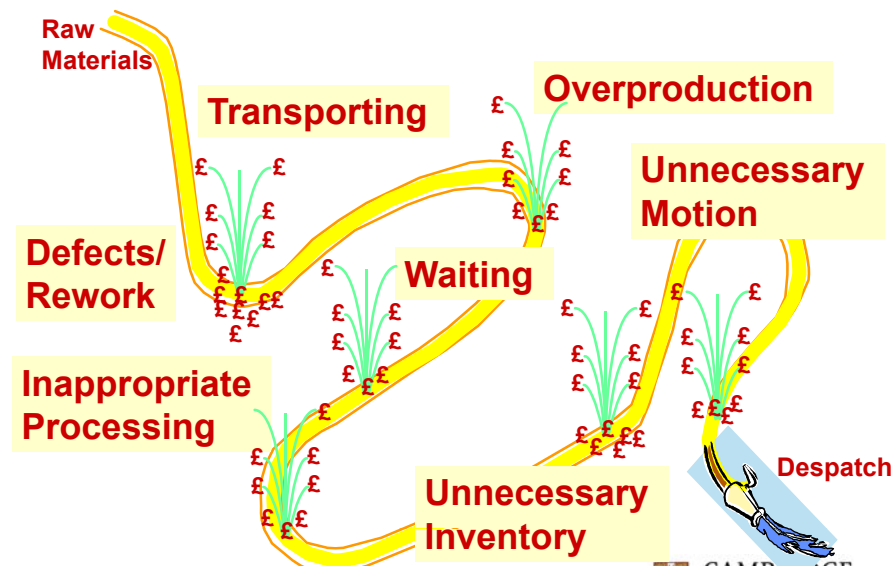 Raw
Materials
Transporting
Overproduction
Unnecessary
Motion
Defects/
Rework
Waiting
Inappropriate
Processing
Unnecessary
Inventory
Despatch